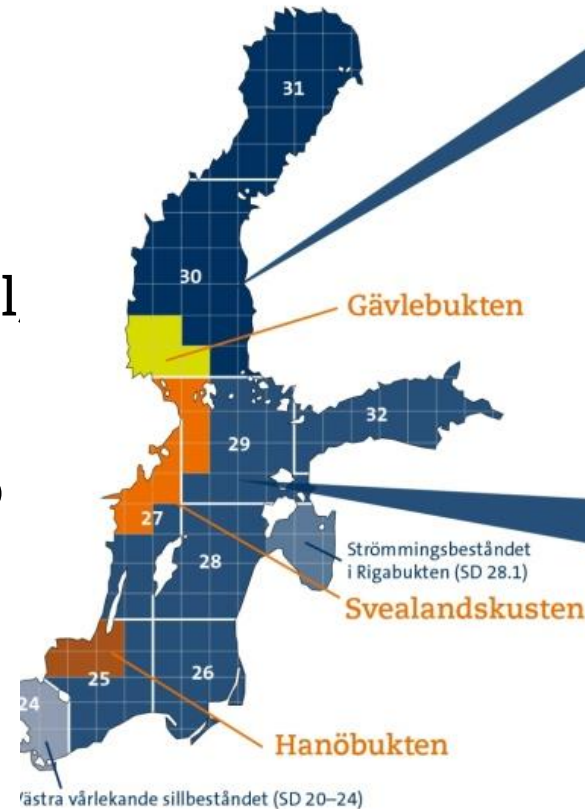 31
30
Gävlebukten
32
29
27
Strömmingsbeståndet
i Rigabukten (SD 28.1)
28
Svealandskusten
26
25
24
Hanöbukten
ästra vårlekande sillbeståndet (SD 20–24)